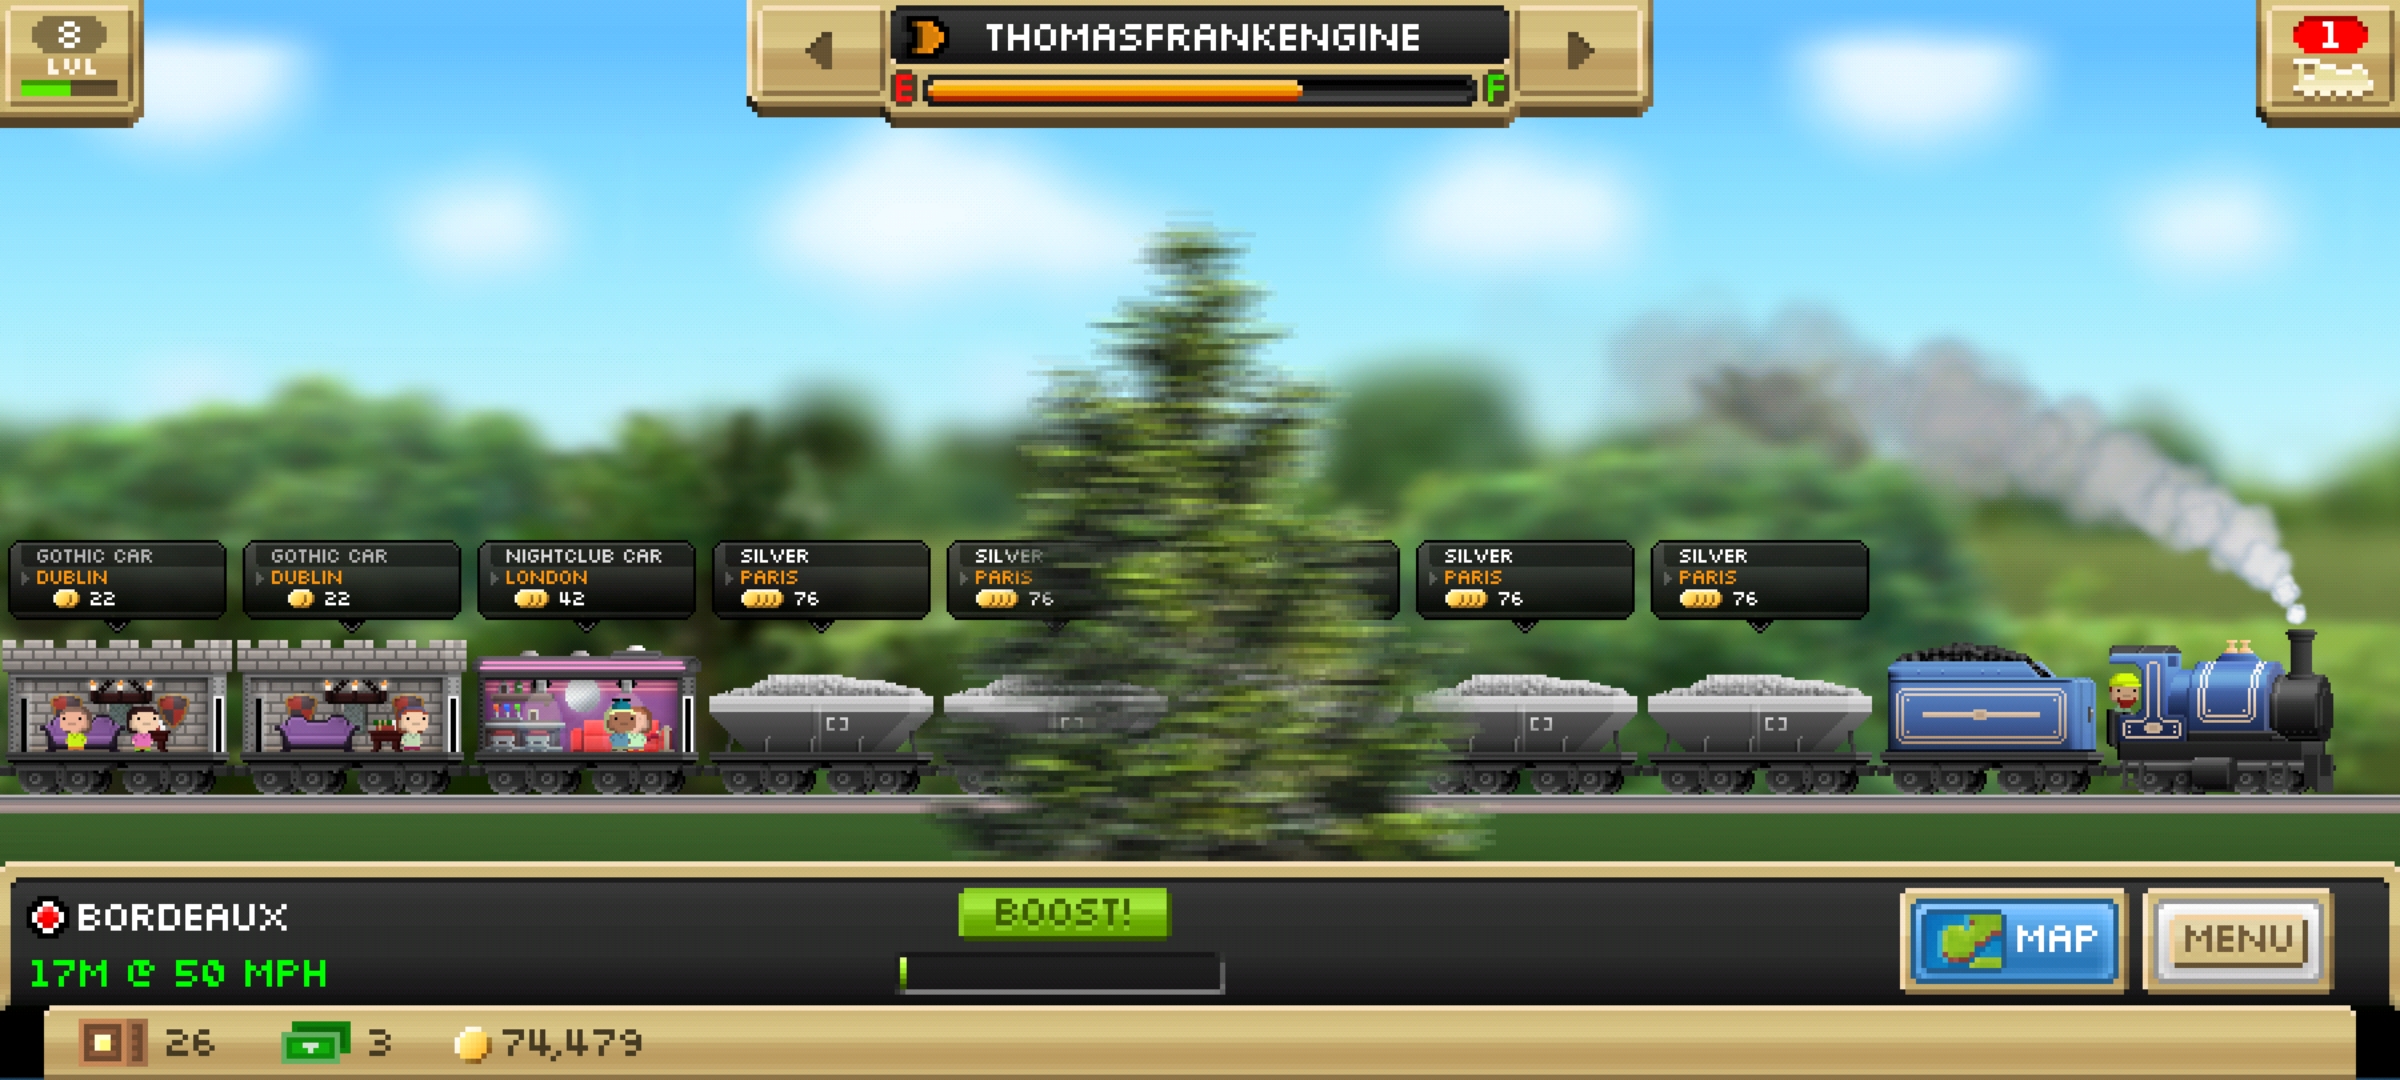 8
LVL
THOMASFRANKENGINE
E F
1
GOTHIC CAR
DUBLIN
22
GOTHIC CAR
DUBLIN
22
NIGHTCLUB CAR
LONDON
42
SILVER
PARIS
76
SILVER
PARIS
76
SILVER
PARIS
76
SILVER
PARIS
76
BORDEAUX
17M @ 50 MPH
BOOST!
MAP
MENU
26
3
74,479